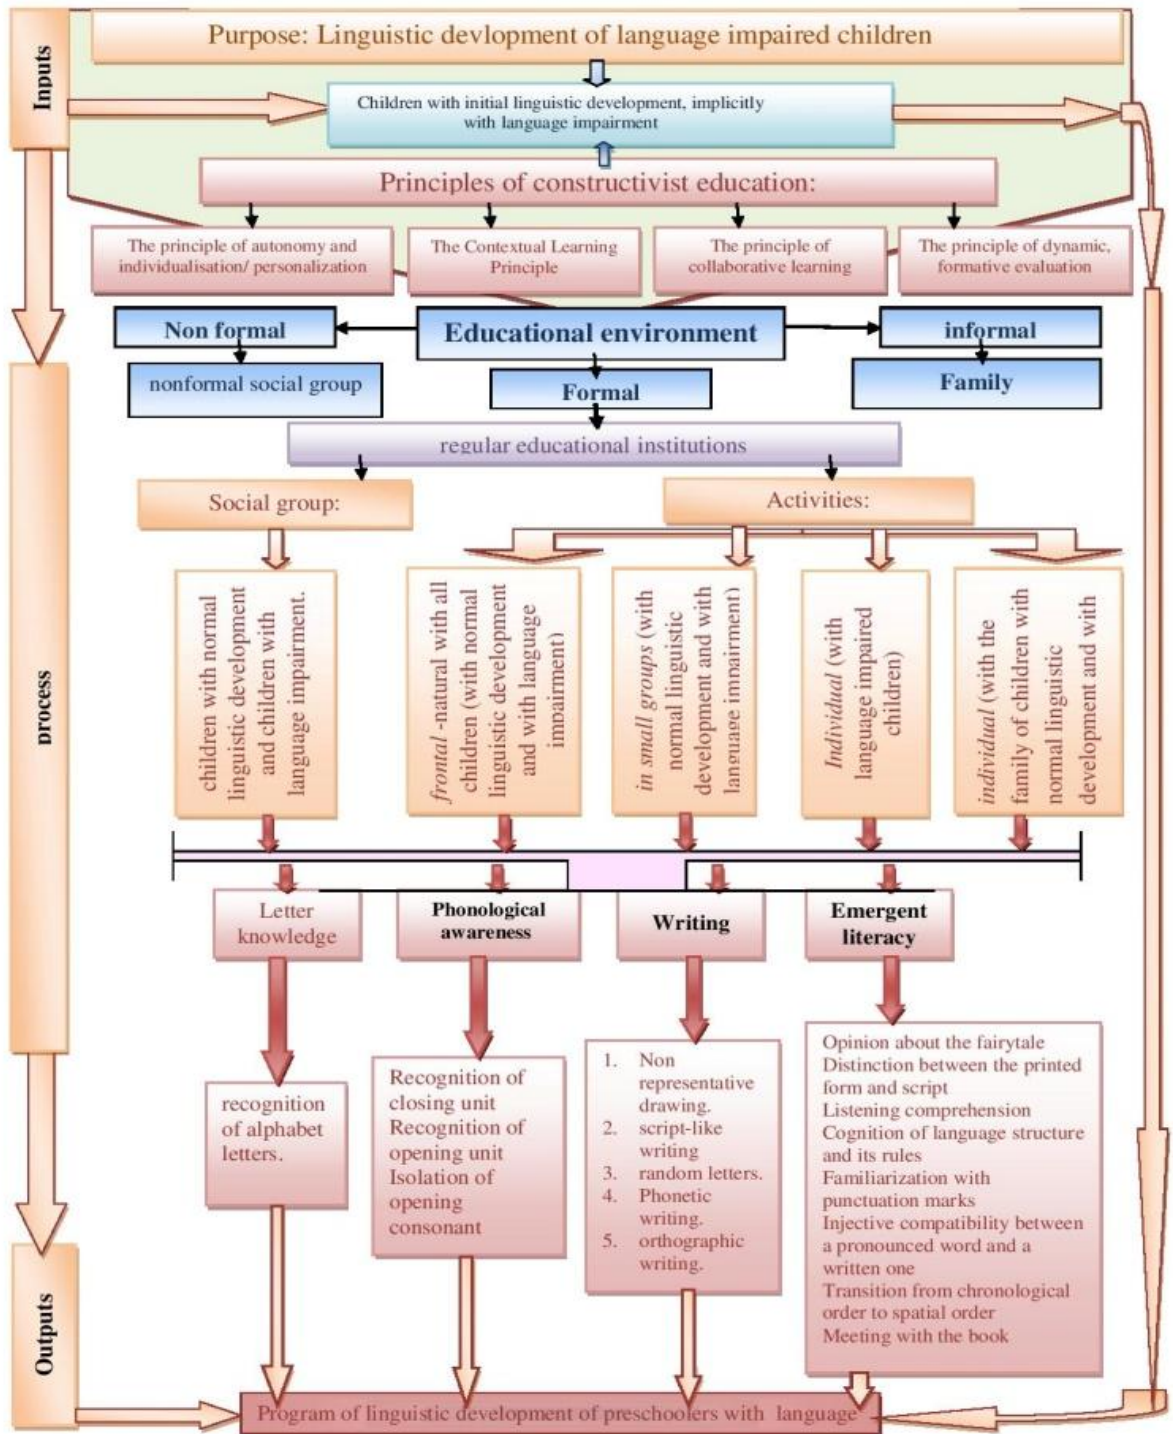 Purpose: Linguistic devlopment of language impaired children
Inputs
Children with initial linguistic development, implicitly
with language impairment
Principles of constructivist education:
The principle of autonomy and
individualisation/ personalization
The Contextual Learning
Principle
The principle of
collaborative learning
The principle of dynamic,
formative evaluation
Non formal
Educational environment
informal
nonformal social group
Formal
Family
regular educational institutions
process
Social group:
Activities:
children with normal
linguistic development
and children with
language impairment.
frontal -natural with all
children (with normal
linguistic development
and with language
impairment)
in small groups (with
normal linguistic
development and with
language impairment)
Individual (with
language impaired
children)
individual (with the
family of children with
normal linguistic
development and with
Letter
knowledge
Phonological
awareness
Writing
Emergent
literacy
recognition
of alphabet
letters.
Recognition of
closing unit
Recognition of
opening unit
Isolation of
opening
consonant
1. Non
representative
drawing.
2. script-like
writing
3. random letters.
4. Phonetic
writing.
5. orthographic
writing.
Opinion about the fairytale
Distinction between the printed
form and script
Listening comprehension
Cognition of language structure
and its rules
Familiarization with
punctuation marks
Injective compatibility between
a pronounced word and a
written one
Transition from chronological
order to spatial order
Meeting with the book
Outputs
Program of linguistic development of preschoolers with language